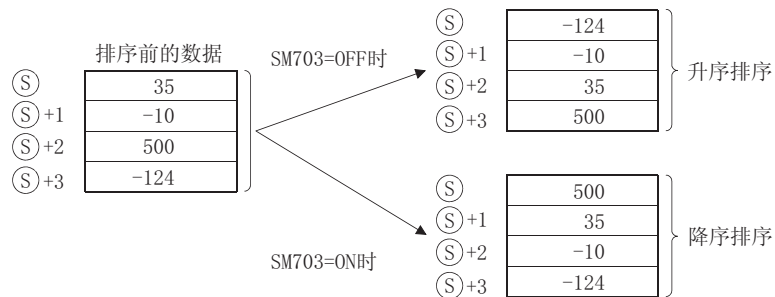 排序前的数据
Ⓢ 35
Ⓢ+1 -10
Ⓢ+2 500
Ⓢ+3 -124
SM703=OFF时
Ⓢ -124
Ⓢ+1 -10
Ⓢ+2 35
Ⓢ+3 500
升序排序
SM703=ON时
Ⓢ 500
Ⓢ+1 35
Ⓢ+2 -10
Ⓢ+3 -124
降序排序